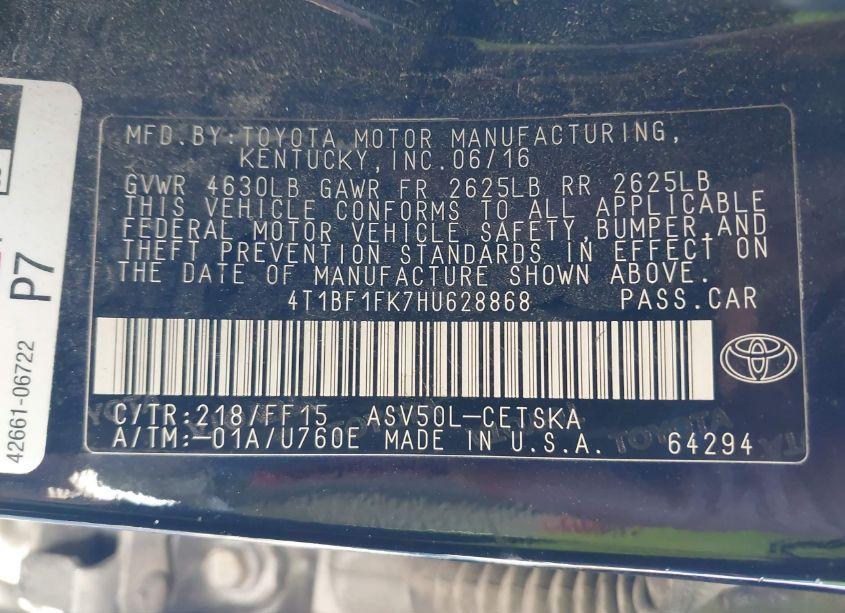 MFD.BY:TOYOTA MOTOR MANUFACTURING,
KENTUCKY,INC.06/16
GVWR 4630LB GAWR FR 2625LB RR 2625LB
THIS VEHICLE CONFORMS TO ALL APPLICABLE
FEDERAL MOTOR VEHICLE SAFETY,BUMPER,AND
THEFT PREVENTION STANDARDS IN EFFECT ON
THE DATE OF MANUFACTURE SHOWN ABOVE.
4T1BF1FK7HU628868 PASS.CAR
C/TR:218/FF15 ASV50L-CETSKA
A/TM:-01A/U760E MADE IN U.S.A. 64294
TOYOTA
P7
42661-06722